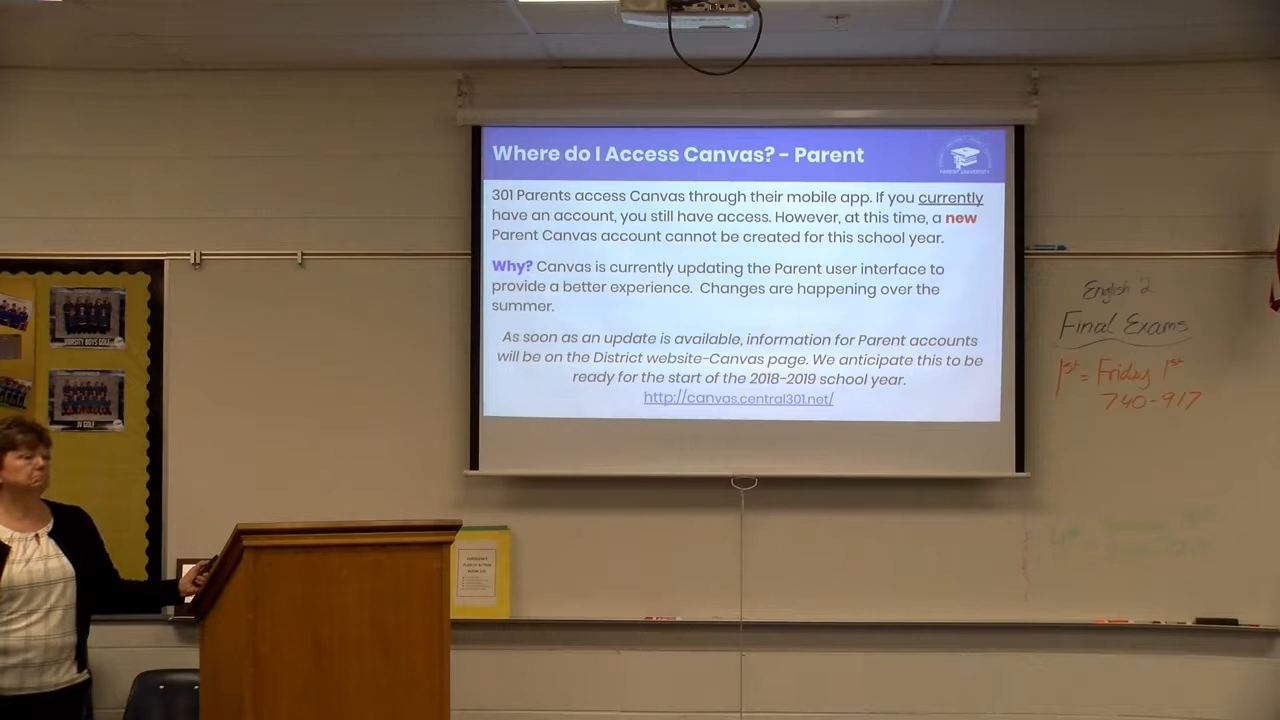 Where do I Access Canvas? - Parent
PARENT UNIVERSITY
301 Parents access Canvas through their mobile app. If you currently
have an account, you still have access. However, at this time, a new
Parent Canvas account cannot be created for this school year.
Why? Canvas is currently updating the Parent user interface to
provide a better experience. Changes are happening over the
summer.
As soon as an update is available, information for Parent accounts
will be on the District website-Canvas page. We anticipate this to be
ready for the start of the 2018-2019 school year.
http://canvas.central301.net/
English 2
Final Exams
1st = Friday 1st
740-917
VARSITY BOYS GOLF
JV GOLF